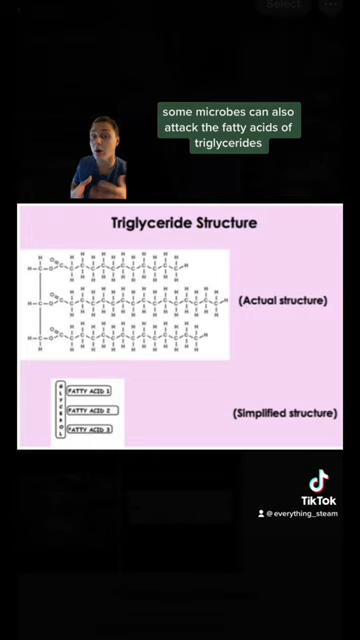 Select
some microbes can also
attack the fatty acids of
triglycerides
Triglyceride Structure
(Actual structure)
GLYCEROL
FATTY ACID 1
FATTY ACID 2
FATTY ACID 3
(Simplified structure)
TikTok
@everything_steam